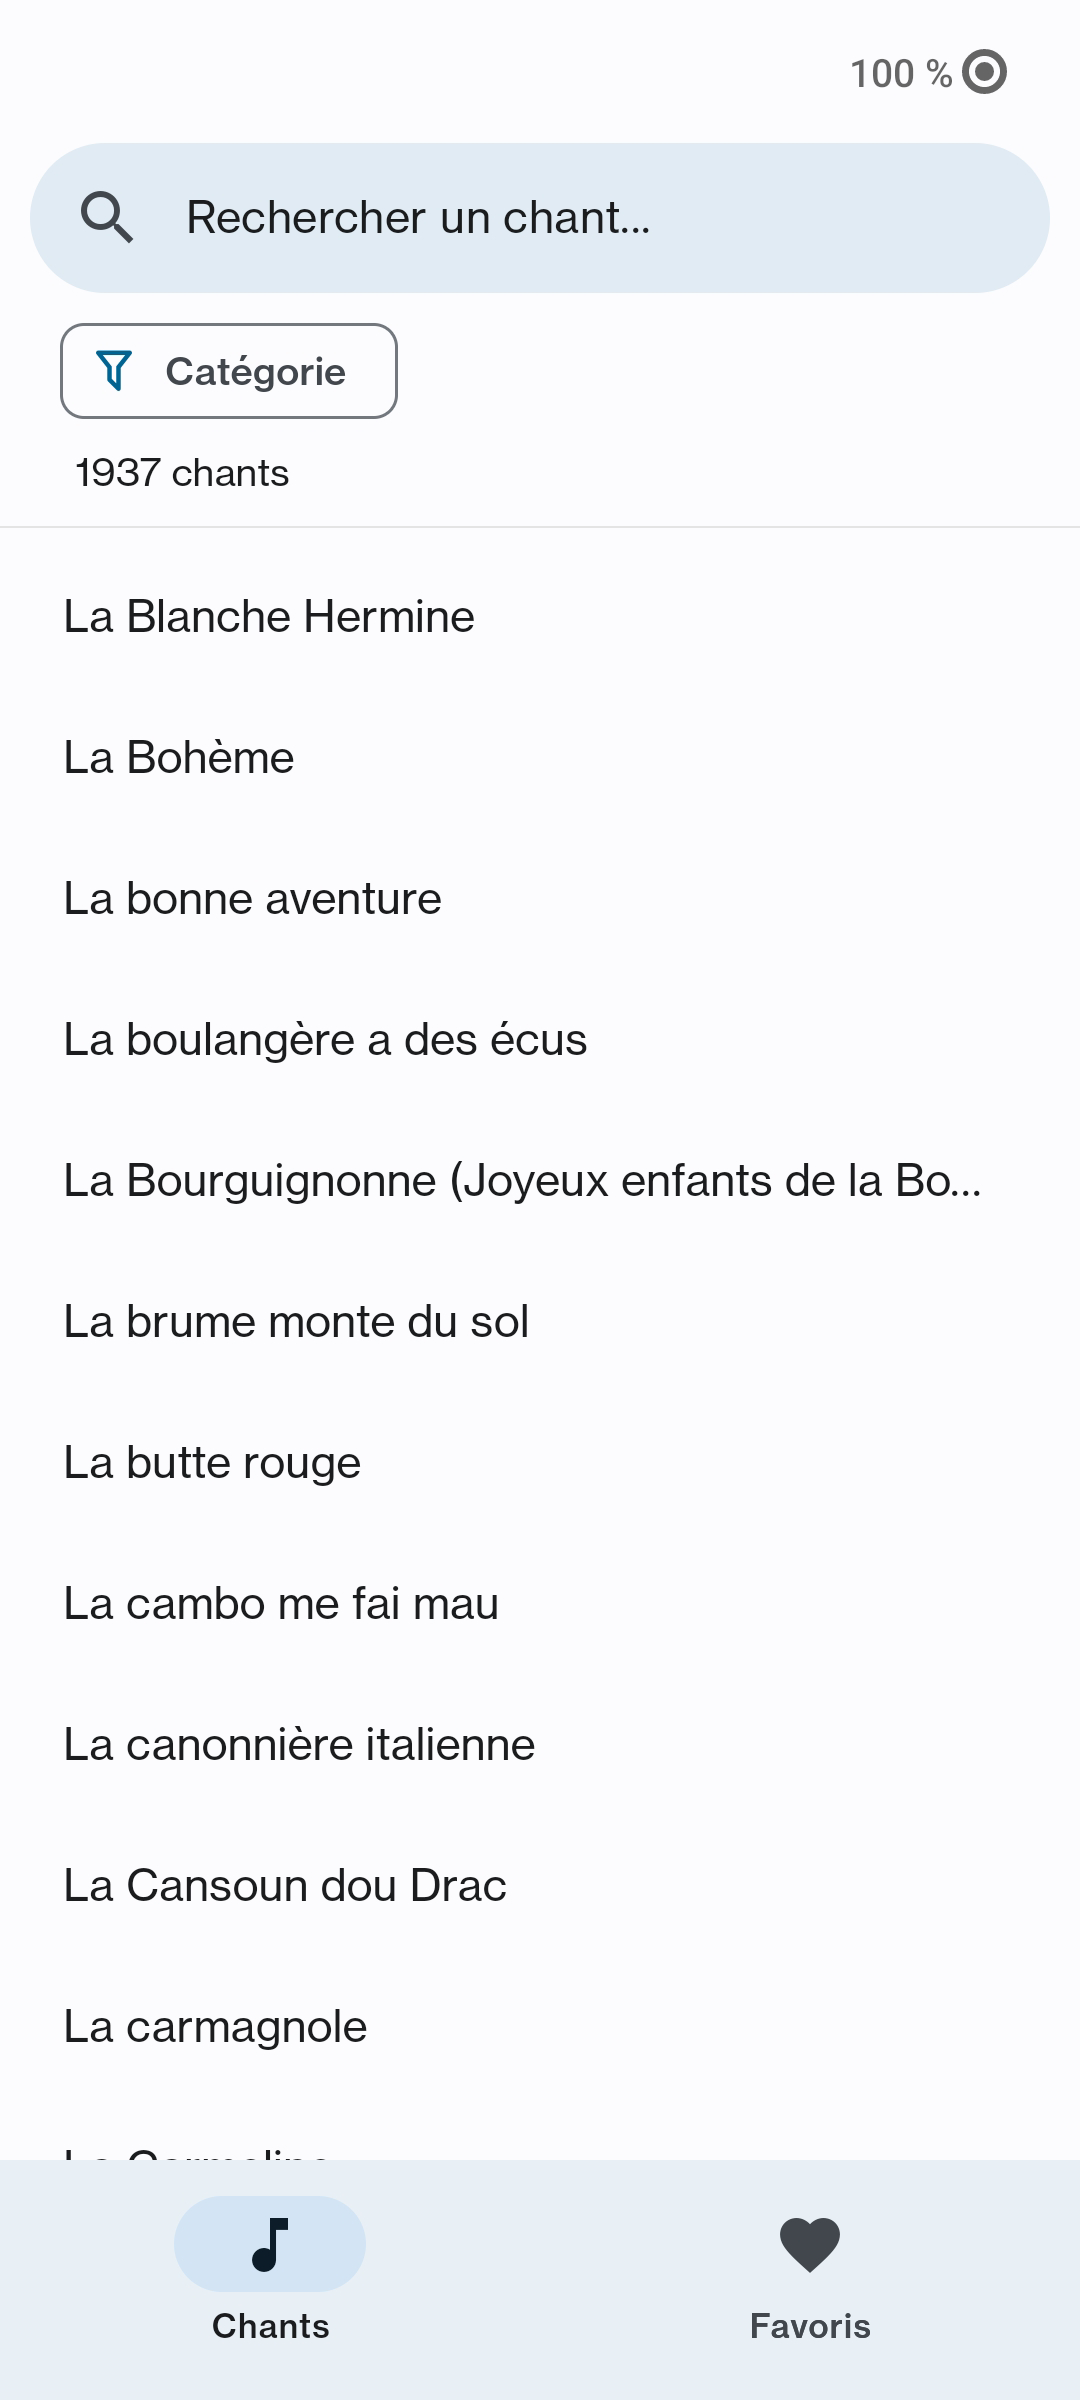 100 %
Rechercher un chant...
Catégorie
1937 chants
La Blanche Hermine
La Bohème
La bonne aventure
La boulangère a des écus
La Bourguignonne (Joyeux enfants de la Bo...
La brume monte du sol
La butte rouge
La cambo me fai mau
La canonnière italienne
La Cansoun dou Drac
La carmagnole
Chants
Favoris